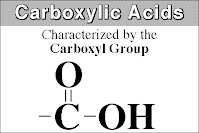 Carboxylic Acids
Characterized by the
Carboxyl Group
O
-C-OH